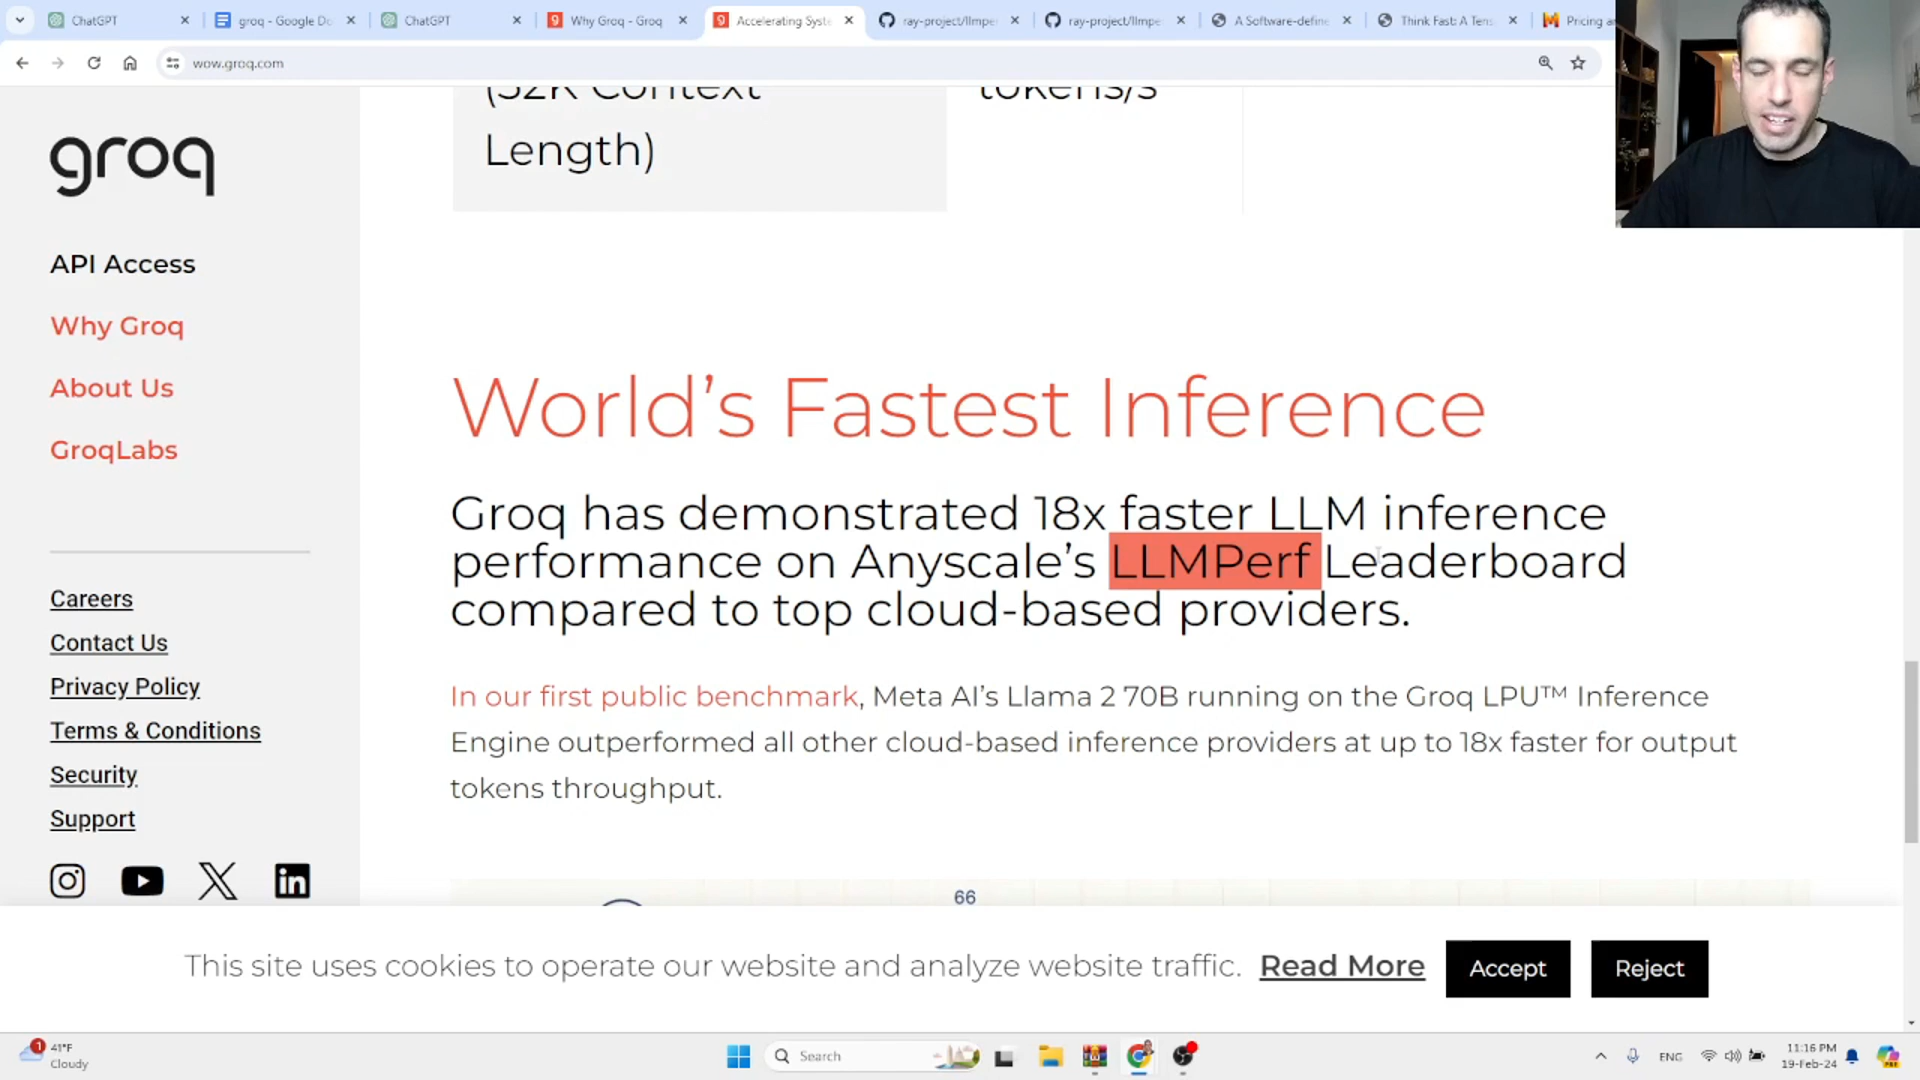 ChatGPT
groq - Google Do
ChatGPT
Why Groq - Groq
Accelerating Syste
ray-project/llmpe
ray-project/llmpe
A Software-define
Think Fast: A Tens
Pricing an
wow.groq.com
(32K Context
Length)
tokens/s
groq
API Access
Why Groq
About Us
GroqLabs
Careers
Contact Us
Privacy Policy
Terms & Conditions
Security
Support
World's Fastest Inference
Groq has demonstrated 18x faster LLM inference
performance on Anyscale's LLMPerf Leaderboard
compared to top cloud-based providers.
In our first public benchmark, Meta AI's Llama 2 70B running on the Groq LPU™ Inference
Engine outperformed all other cloud-based inference providers at up to 18x faster for output
tokens throughput.
66
This site uses cookies to operate our website and analyze website traffic. Read More
Accept
Reject
1
41°F
Cloudy
Search
ENG
11:16 PM
19-Feb-24